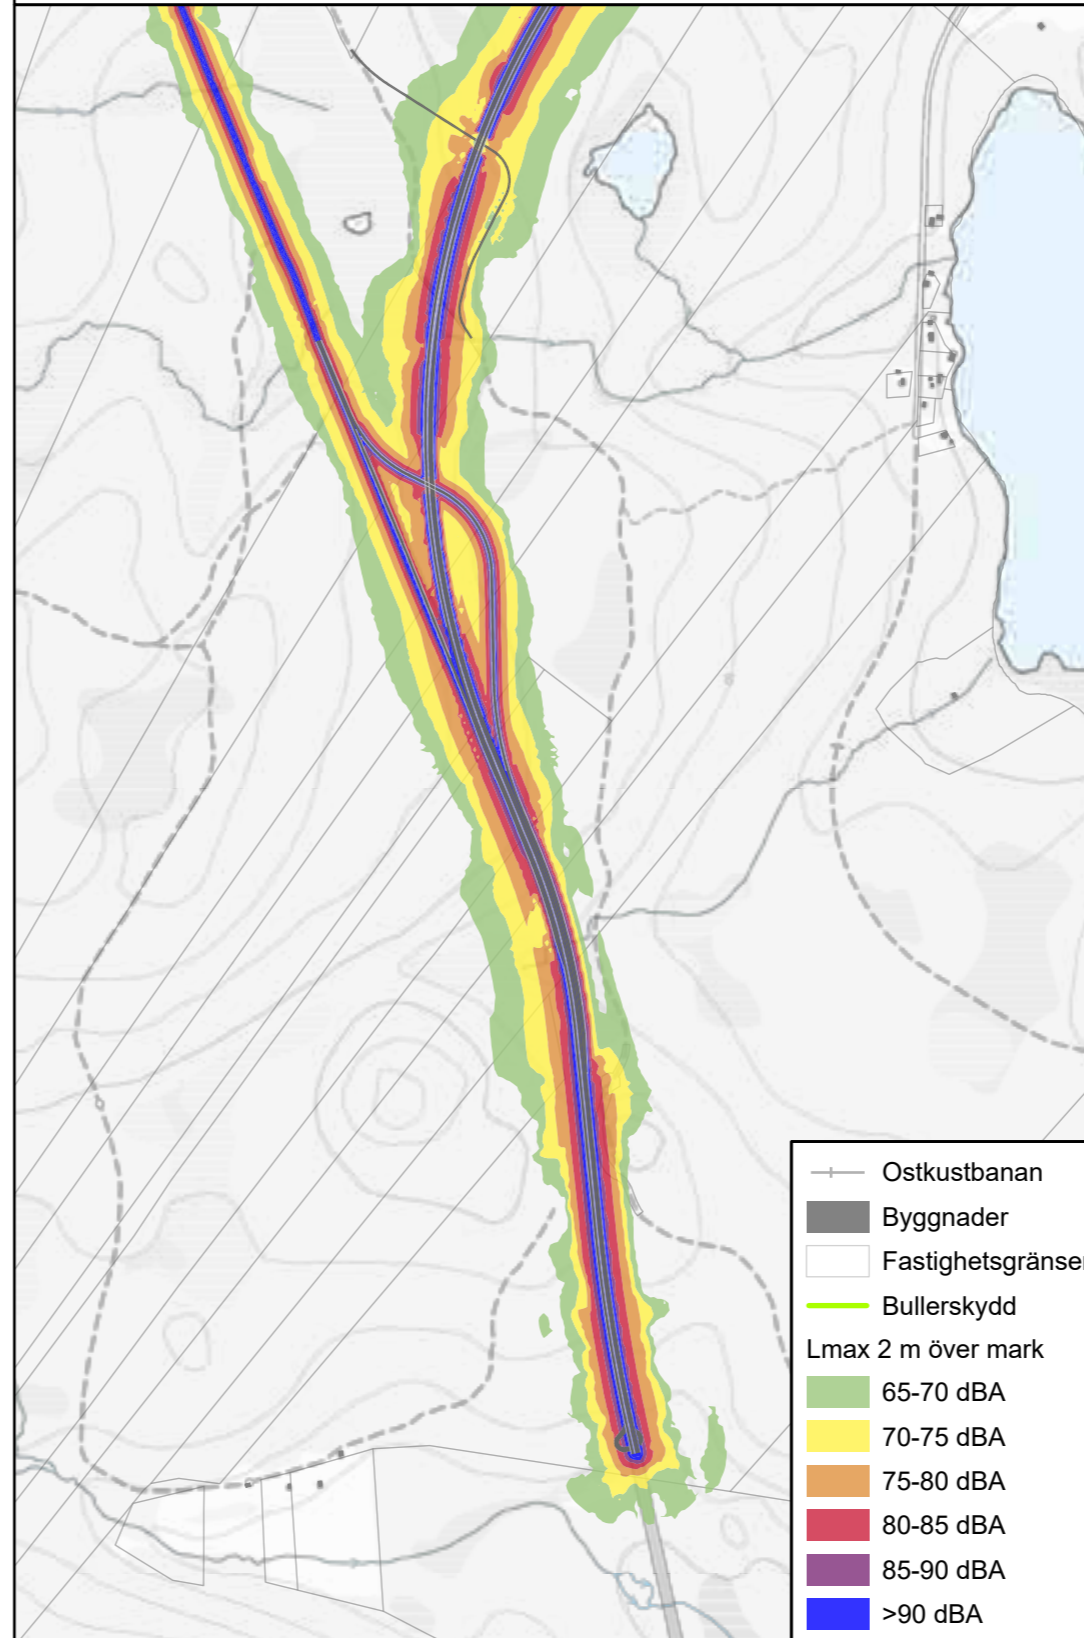 Ostkustbanan
Byggnader
Fastighetsgränser
Bullerskydd
Lmax 2 m över mark
65-70 dBA
70-75 dBA
75-80 dBA
80-85 dBA
85-90 dBA
>90 dBA